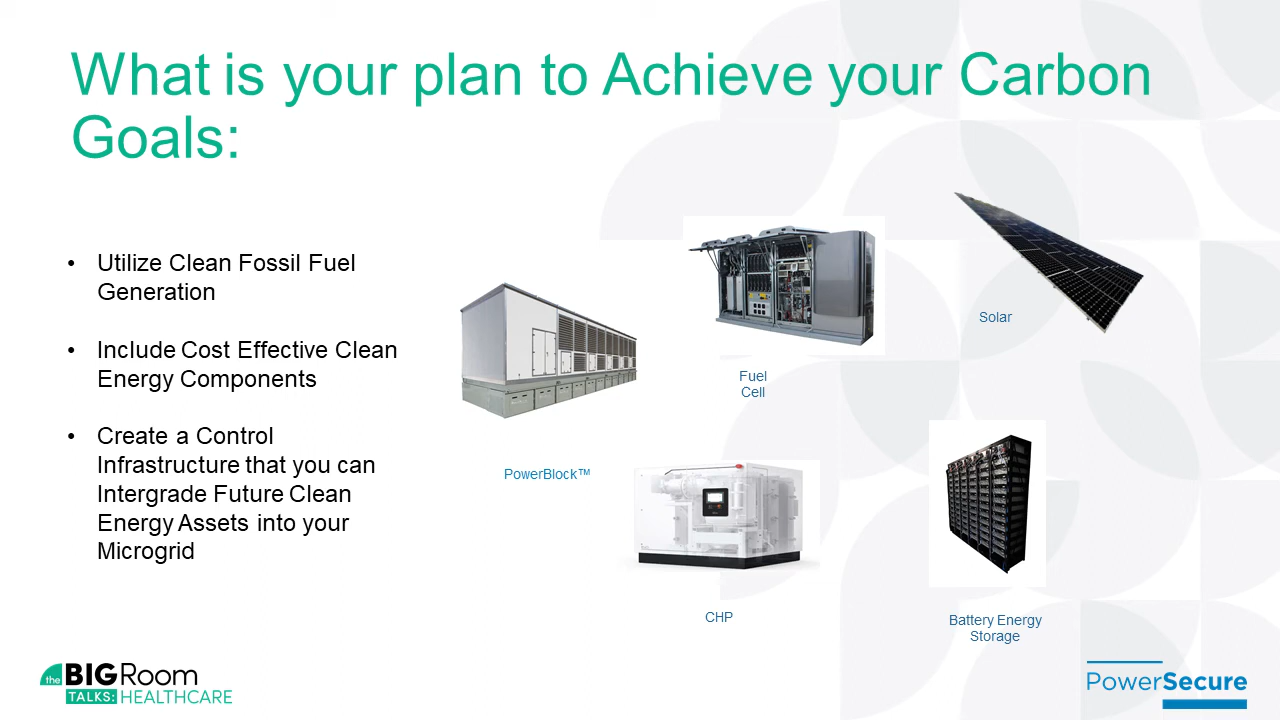 What is your plan to Achieve your Carbon
Goals:
• Utilize Clean Fossil Fuel
Generation
• Include Cost Effective Clean
Energy Components
• Create a Control
Infrastructure that you can
Intergrade Future Clean
Energy Assets into your
Microgrid
PowerBlock™
Fuel
Cell
Solar
CHP
Battery Energy
Storage
the BIG Room
TALKS: HEALTHCARE
PowerSecure